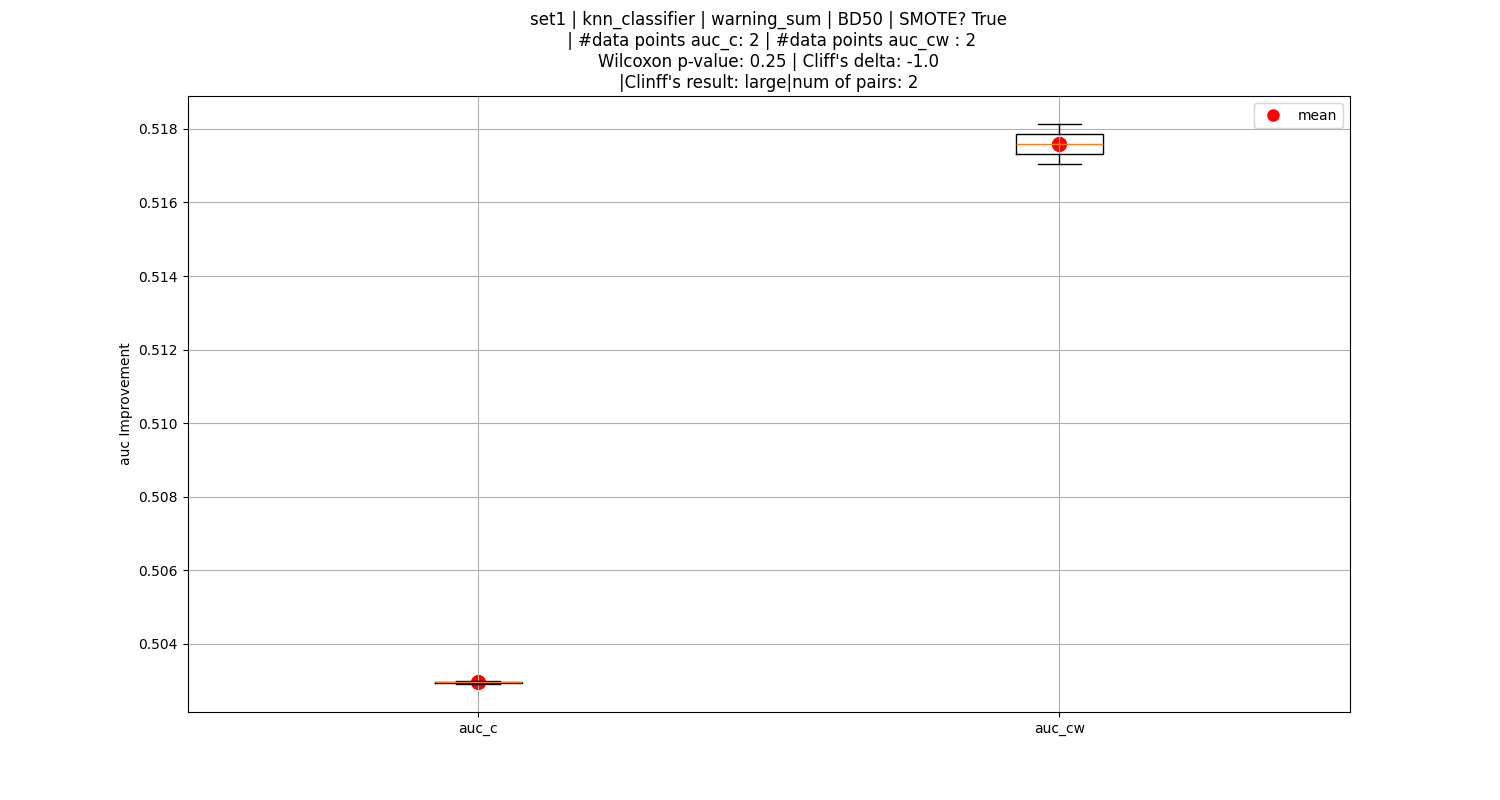 set1 | knn_classifier | warning_sum | BD50 | SMOTE? True
| #data points auc_c: 2 | #data points auc_cw : 2
Wilcoxon p-value: 0.25 | Cliff's delta: -1.0
|Clinff's result: large|num of pairs: 2
mean
0.518
0.516
0.514
0.512
0.510
0.508
0.506
0.504
auc Improvement
auc_c
auc_cw